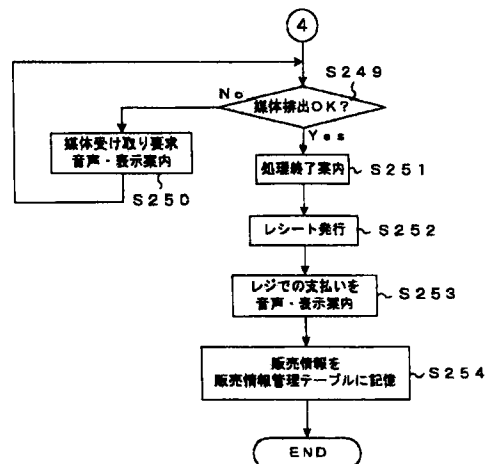 4
S249
No
媒体排出OK?
Yes
媒体受け取り要求
音声・表示案内
S250
処理終了案内
S251
レシート発行
S252
レジでの支払いを
音声・表示案内
S253
販売情報を
販売情報管理テーブルに記憶
S254
END